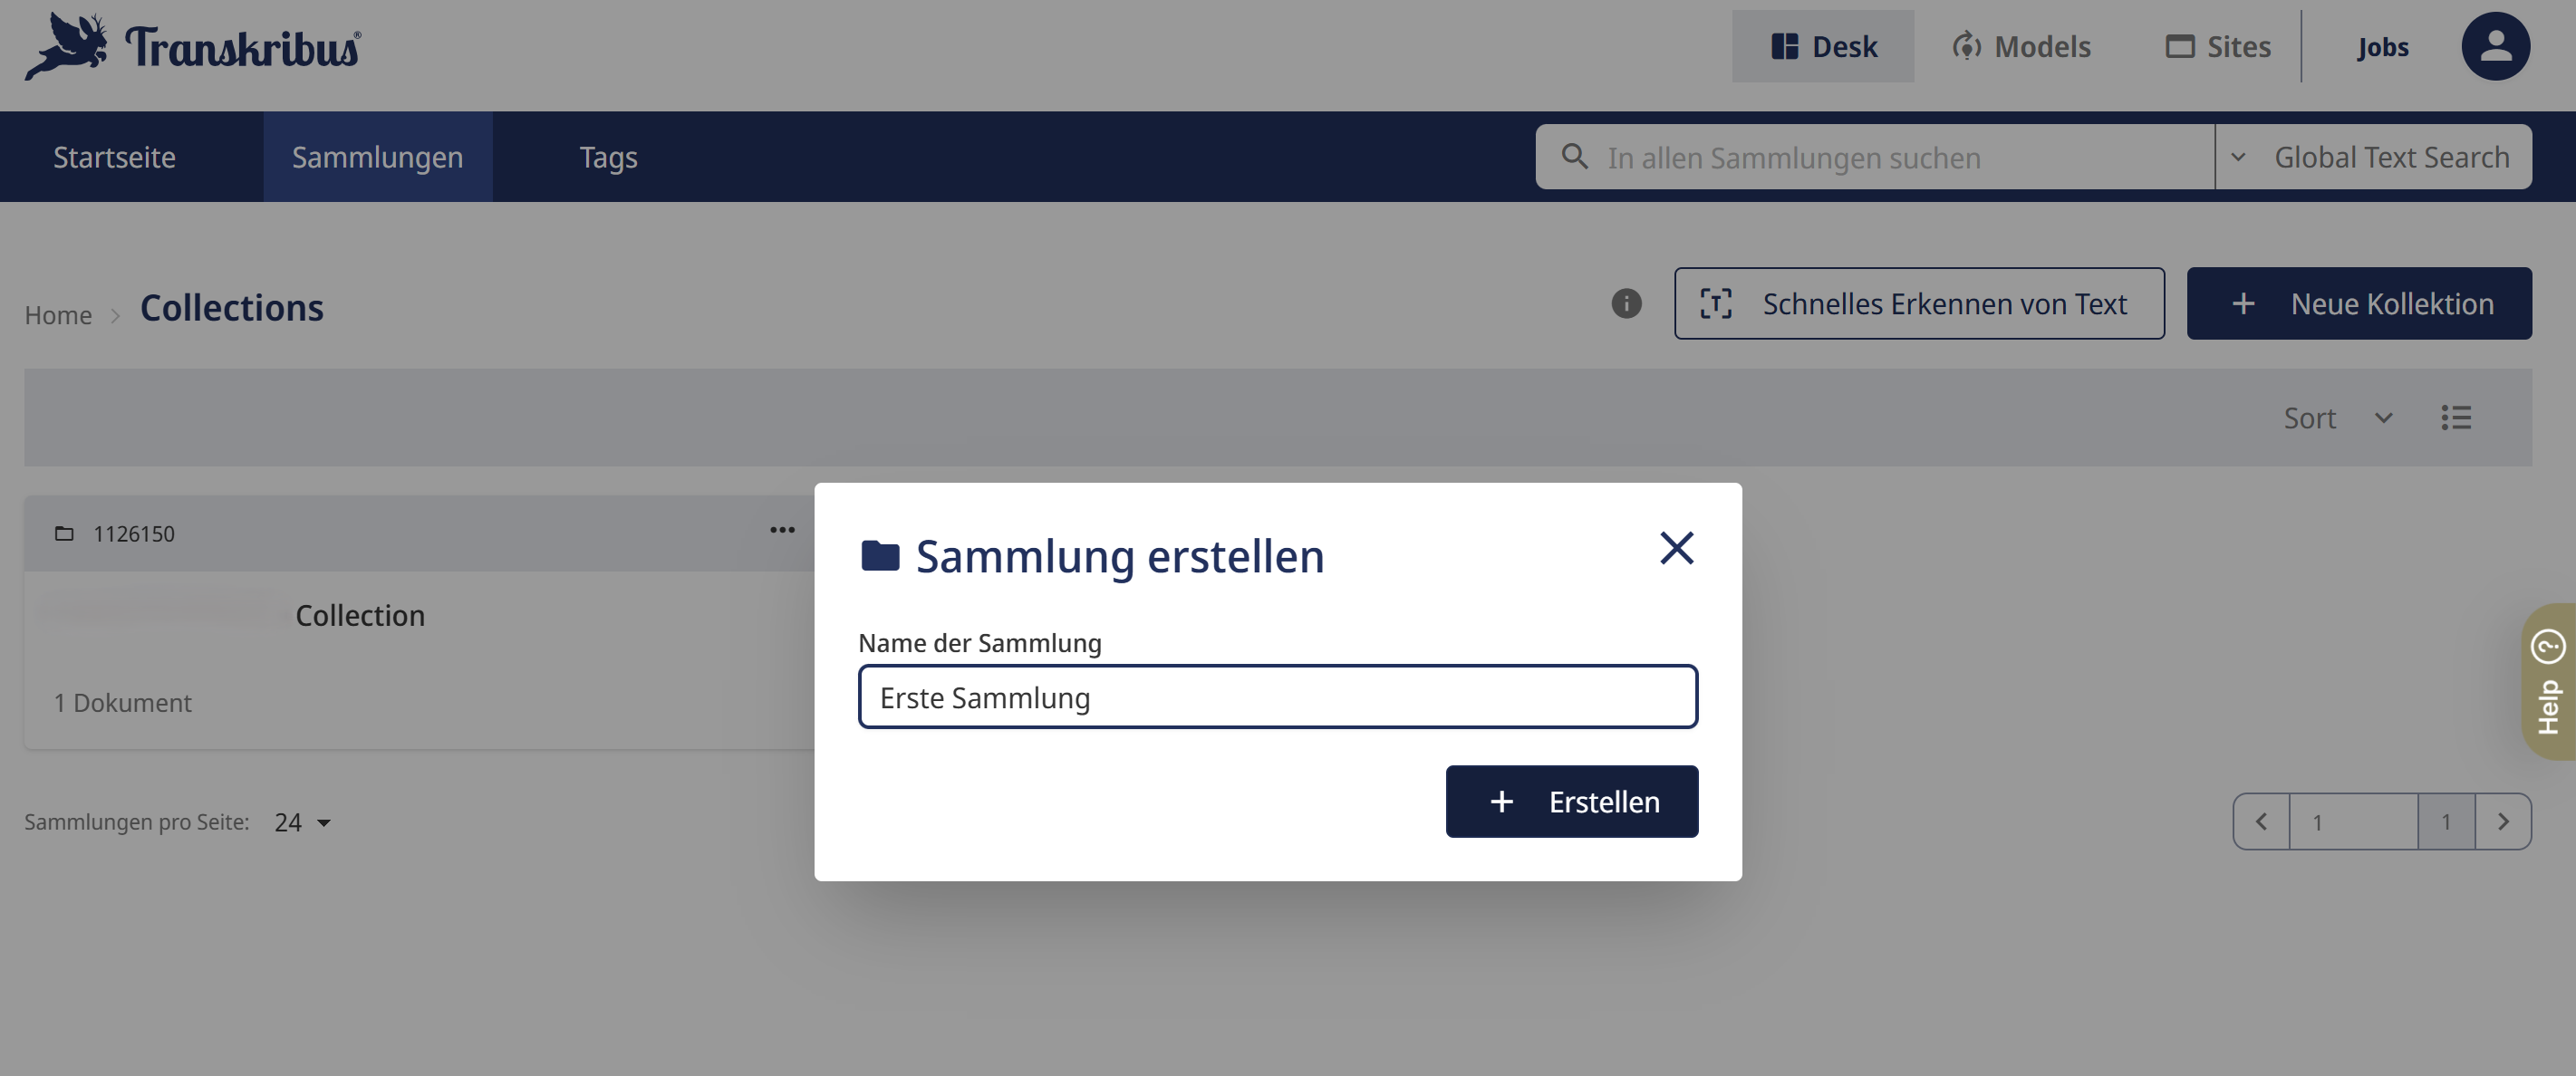 Transkribus®
Desk
Models
Sites
Jobs
Startseite
Sammlungen
Tags
In allen Sammlungen suchen
Global Text Search
Home
Collections
Schnelles Erkennen von Text
+ Neue Kollektion
Sort
1126150
Collection
1 Dokument
Sammlung erstellen
Name der Sammlung
Erste Sammlung
+ Erstellen
Help
Sammlungen pro Seite: 24
1
1